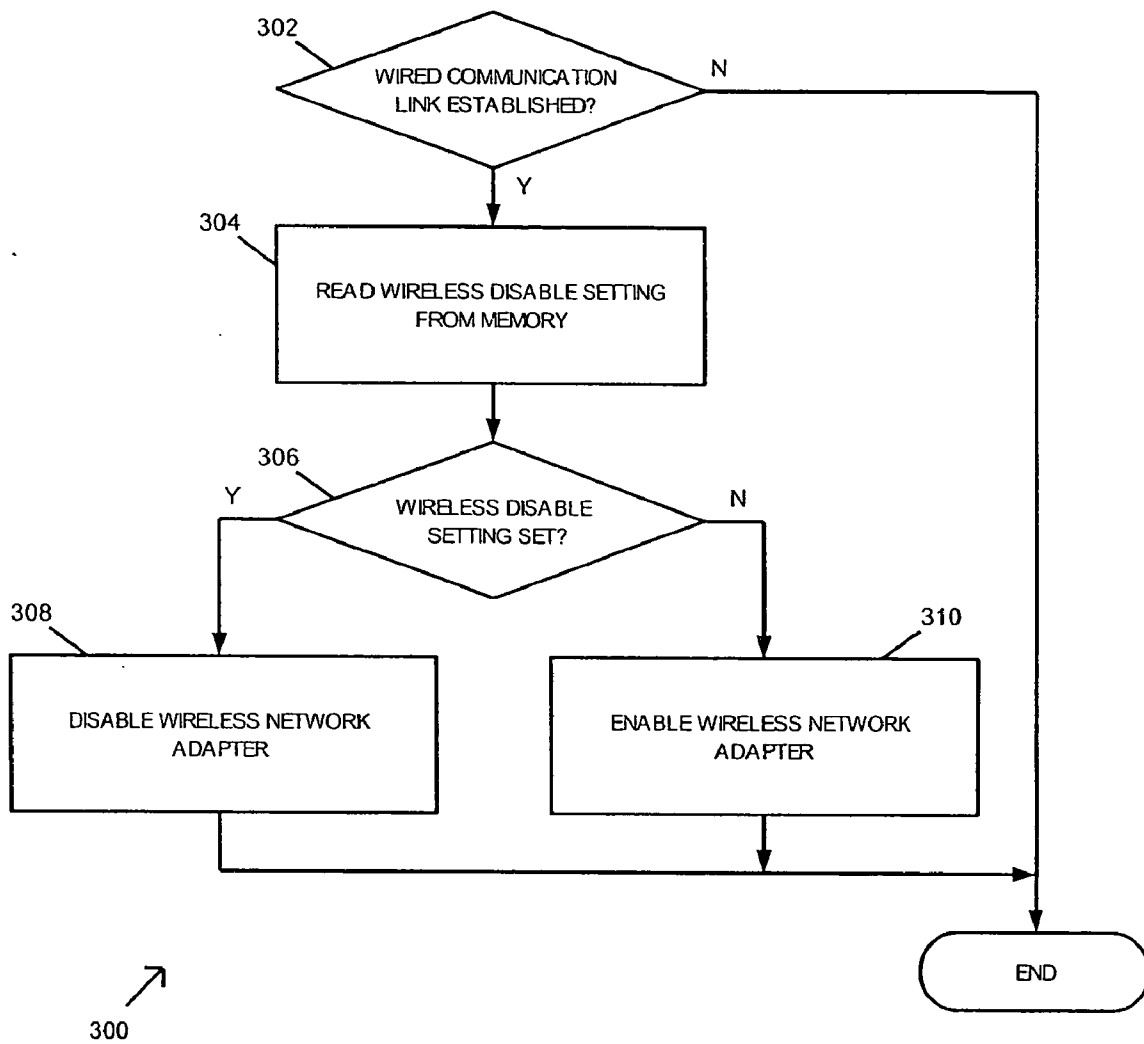 302
WIRED COMMUNICATION
LINK ESTABLISHED?
N
Y
304
READ WIRELESS DISABLE SETTING
FROM MEMORY
306
Y
WIRELESS DISABLE
SETTING SET?
N
308
DISABLE WIRELESS NETWORK
ADAPTER
310
ENABLE WIRELESS NETWORK
ADAPTER
END
300